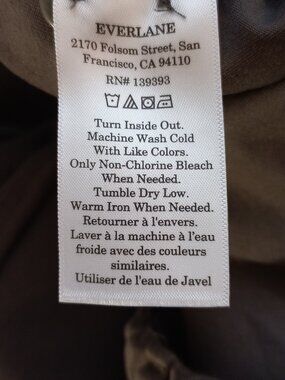 EVERLANE
2170 Folsom Street, San
Francisco, CA 94110
RN# 139393
Turn Inside Out.
Machine Wash Cold
With Like Colors.
Only Non-Chlorine Bleach
When Needed.
Tumble Dry Low.
Warm Iron When Needed.
Retourner à l'envers.
Laver à la machine à l'eau
froide avec des couleurs
similaires.
Utiliser de l'eau de Javel